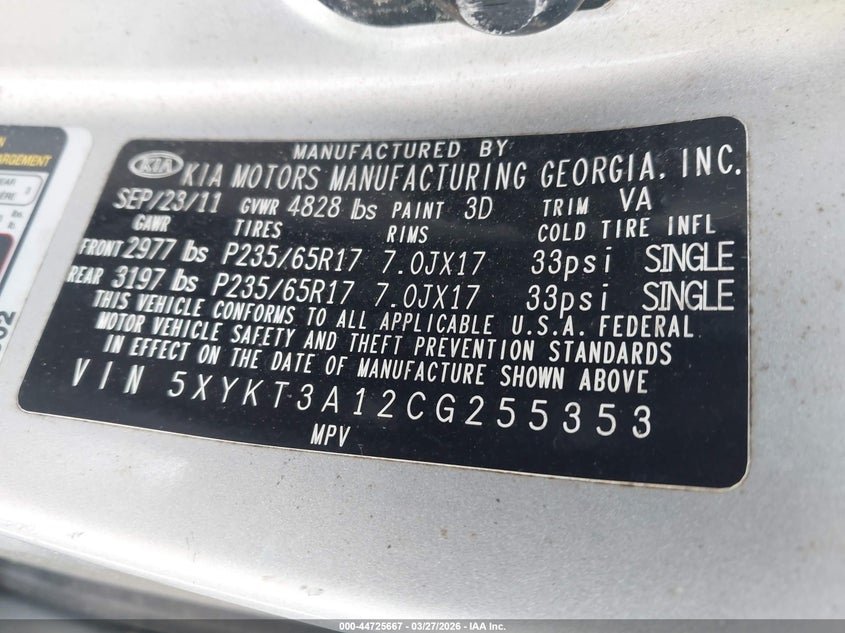 MANUFACTURED BY
KIA KIA MOTORS MANUFACTURING GEORGIA, INC.
SEP/23/11 GVWR 4828 lbs PAINT 3D TRIM VA
GAWR TIRES RIMS COLD TIRE INFL
FRONT 2977 lbs P235/65R17 7.0JX17 33psi SINGLE
REAR 3197 lbs P235/65R17 7.0JX17 33psi SINGLE
THIS VEHICLE CONFORMS TO ALL APPLICABLE U.S.A. FEDERAL
MOTOR VEHICLE SAFETY AND THEFT PREVENTION STANDARDS
IN EFFECT ON THE DATE OF MANUFACTURE SHOWN ABOVE
VIN 5XYKT3A12CG255353
MPV
000-44725667 - 03/27/2026 - IAA Inc.